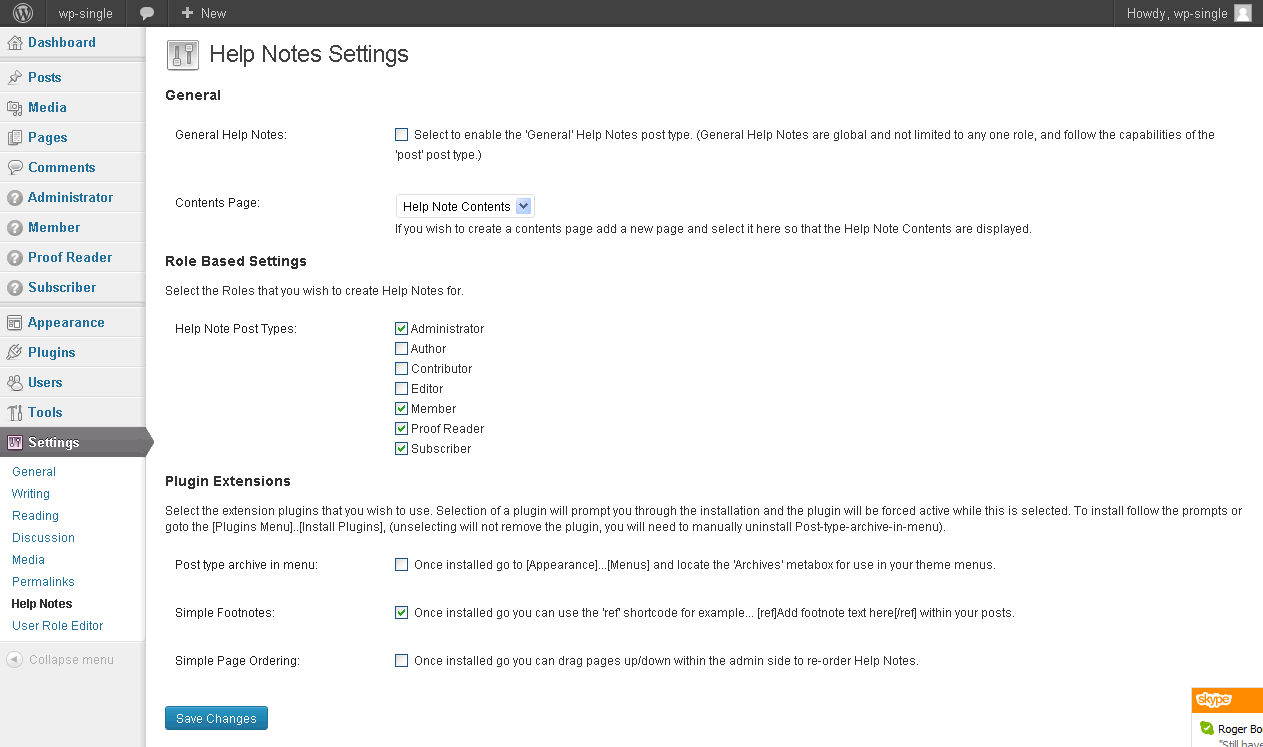 wp-single
New
Howdy, wp-single
Dashboard
Posts
Media
Pages
Comments
Administrator
Member
Proof Reader
Subscriber
Appearance
Plugins
Users
Tools
Settings
General
Writing
Reading
Discussion
Media
Permalinks
Help Notes
User Role Editor
Collapse menu
Help Notes Settings
General
General Help Notes:
Select to enable the 'General' Help Notes post type. (General Help Notes are global and not limited to any one role, and follow the capabilities of the
'post' post type.)
Contents Page:
Help Note Contents
If you wish to create a contents page add a new page and select it here so that the Help Note Contents are displayed.
Role Based Settings
Select the Roles that you wish to create Help Notes for.
Help Note Post Types:
Administrator
Author
Contributor
Editor
Member
Proof Reader
Subscriber
Plugin Extensions
Select the extension plugins that you wish to use. Selection of a plugin will prompt you through the installation and the plugin will be forced active while this is selected. To install follow the prompts or
goto the [Plugins Menu]..[Install Plugins], (unselecting will not remove the plugin, you will need to manually uninstall Post-type-archive-in-menu).
Post type archive in menu:
Once installed go to [Appearance]...[Menus] and locate the 'Archives' metabox for use in your theme menus.
Simple Footnotes:
Once installed go you can use the 'ref' shortcode for example... [ref]Add footnote text here[/ref] within your posts.
Simple Page Ordering:
Once installed go you can drag pages up/down within the admin side to re-order Help Notes.
Save Changes
skype
Roger Bo
"Still have